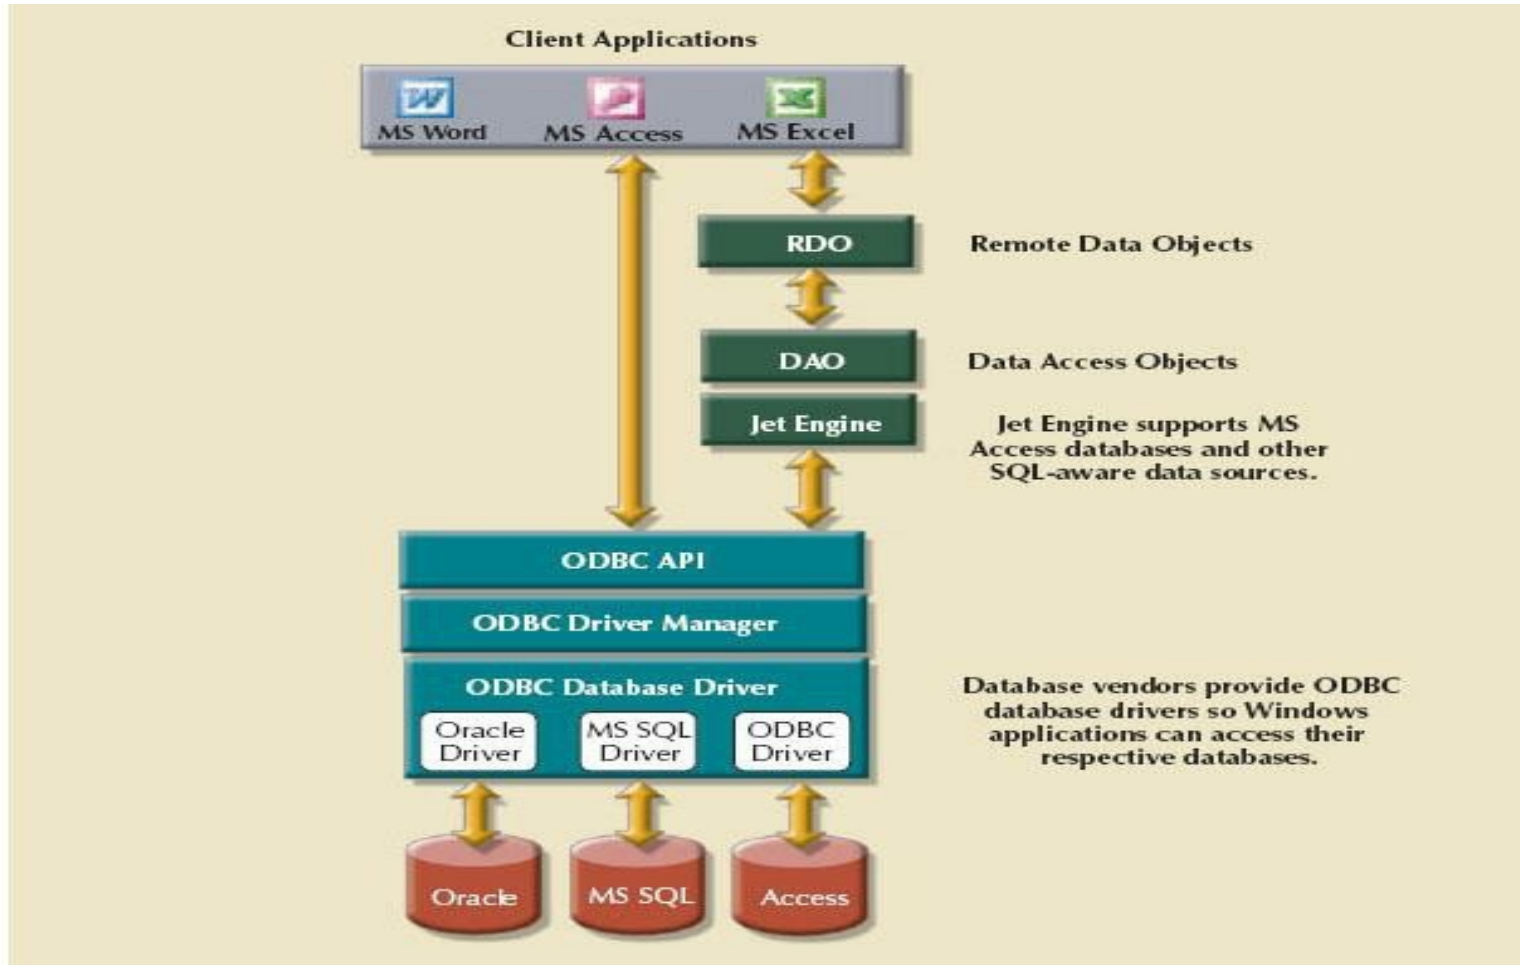 Client Applications
MS Word
MS Access
MS Excel
RDO
Remote Data Objects
DAO
Data Access Objects
Jet Engine
Jet Engine supports MS
Access databases and other
SQL-aware data sources.
ODBC API
ODBC Driver Manager
ODBC Database Driver
Oracle
Driver
MS SQL
Driver
ODBC
Driver
Database vendors provide ODBC
database drivers so Windows
applications can access their
respective databases.
Oracle
MS SQL
Access